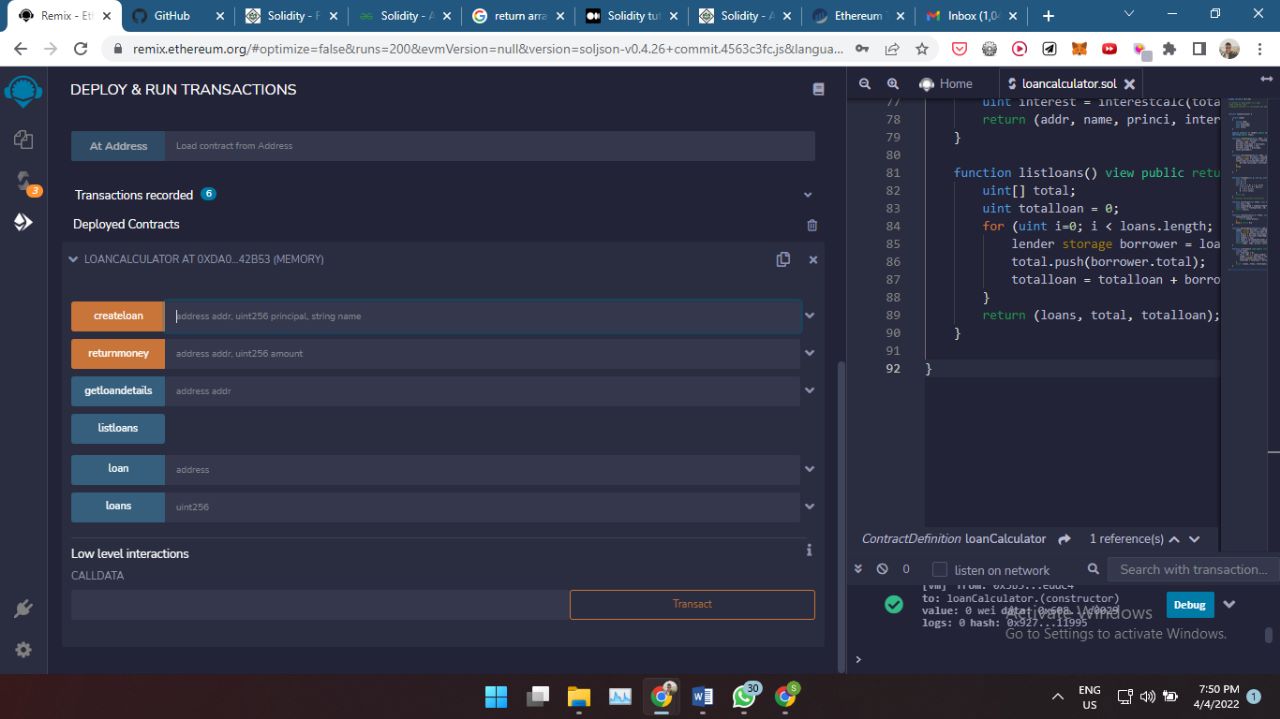 Remix - Et
GitHub
Solidity - F
Solidity - A
return arra
Solidity tut
Solidity - A
Ethereum
Inbox (1,04
remix.ethereum.org/#optimize=false&runs=200&evmVersion=null&version=soljson-v0.4.26+commit.4563c3fc.js&langua...
DEPLOY & RUN TRANSACTIONS
At Address Load contract from Address
Transactions recorded 6
Deployed Contracts
3
LOANCALCULATOR AT 0XDA0...42B53 (MEMORY)
createloan address addr, uint256 principal, string name
returnmoney address addr, uint256 amount
getloandetails address addr
listloans
loan address
loans uint256
Low level interactions
i
CALLDATA
Transact
Home
loancalculator.sol
77 uint interest = interestcalc(tota
78 return (addr, name, princi, inter
79 }
80
81 function listloans() view public retu
82 uint[] total;
83 uint totalloan = 0;
84 for (uint i=0; i < loans.length;
85 lender storage borrower = loa
86 total.push(borrower.total);
87 totalloan = totalloan + borro
88 }
89 return (loans, total, totalloan);
90 }
91
92 }
ContractDefinition loanCalculator 1 reference(s)
0 listen on network Search with transaction...
[vm] from: 0x5B3...eddC4
to: loanCalculator.(constructor)
value: 0 wei data: 0x608...d0029
logs: 0 hash: 0x927...11995
Debug
Activate Windows
Go to Settings to activate Windows.
>
30
S
ENG
US
7:50 PM
4/4/2022
1